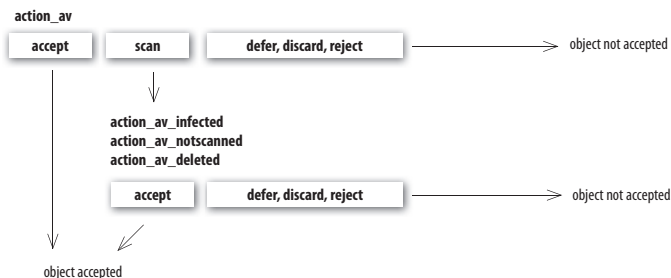 action_av
accept scan defer, discard, reject object not accepted
action_av_infected
action_av_notscanned
action_av_deleted
accept defer, discard, reject object not accepted
object accepted